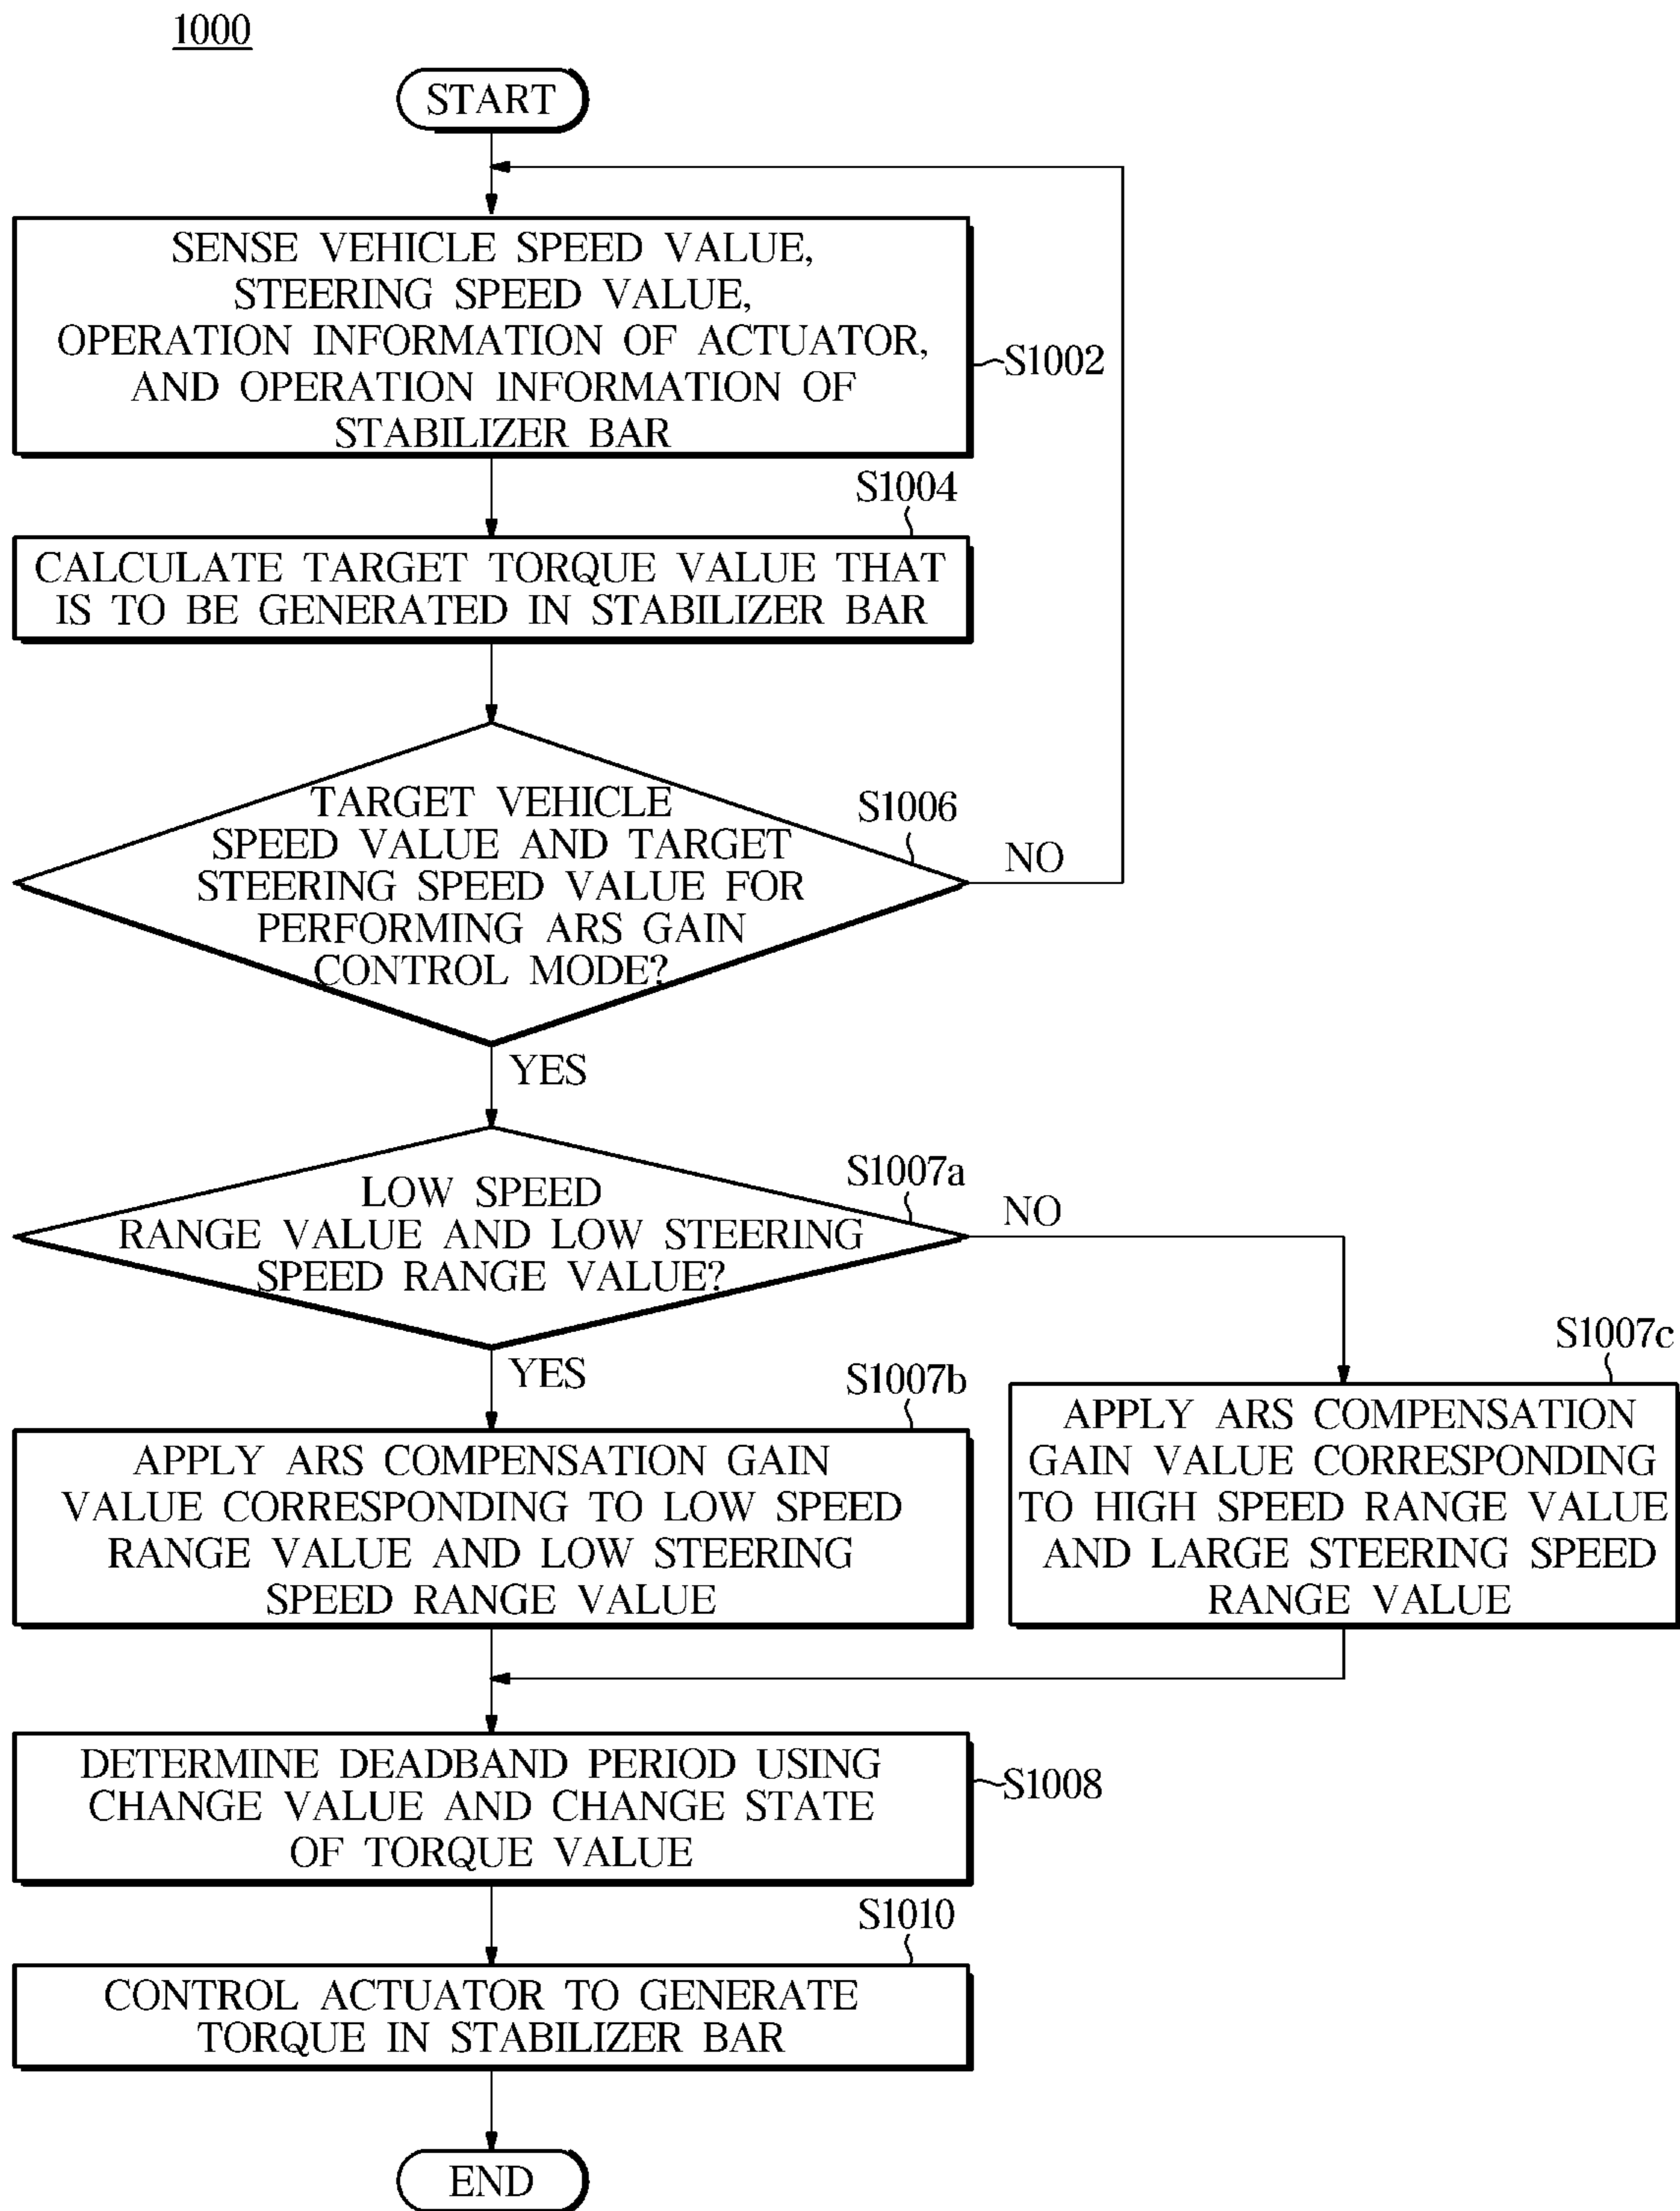 1000
START
SENSE VEHICLE SPEED VALUE,
STEERING SPEED VALUE,
OPERATION INFORMATION OF ACTUATOR,
AND OPERATION INFORMATION OF
STABILIZER BAR
S1002
S1004
CALCULATE TARGET TORQUE VALUE THAT
IS TO BE GENERATED IN STABILIZER BAR
TARGET VEHICLE
SPEED VALUE AND TARGET
STEERING SPEED VALUE FOR
PERFORMING ARS GAIN
CONTROL MODE?
S1006
NO
YES
LOW SPEED
RANGE VALUE AND LOW STEERING
SPEED RANGE VALUE?
S1007a
NO
YES
S1007b
APPLY ARS COMPENSATION GAIN
VALUE CORRESPONDING TO LOW SPEED
RANGE VALUE AND LOW STEERING
SPEED RANGE VALUE
S1007c
APPLY ARS COMPENSATION
GAIN VALUE CORRESPONDING
TO HIGH SPEED RANGE VALUE
AND LARGE STEERING SPEED
RANGE VALUE
DETERMINE DEADBAND PERIOD USING
CHANGE VALUE AND CHANGE STATE
OF TORQUE VALUE
S1008
S1010
CONTROL ACTUATOR TO GENERATE
TORQUE IN STABILIZER BAR
END